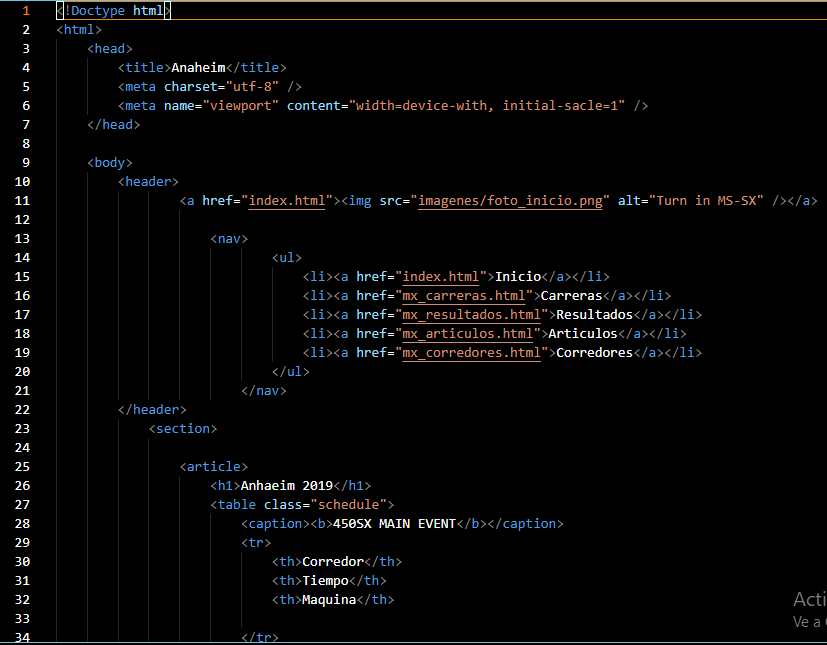 1 <!Doctype html>
2 <html>
3 <head>
4 <title>Anaheim</title>
5 <meta charset="utf-8" />
6 <meta name="viewport" content="width=device-with, initial-sacle=1" />
7 </head>
8
9 <body>
10 <header>
11 <a href="index.html"><img src="imagenes/foto_inicio.png" alt="Turn in MS-SX" /></a>
12
13 <nav>
14 <ul>
15 <li><a href="index.html">Inicio</a></li>
16 <li><a href="mx_carreras.html">Carreras</a></li>
17 <li><a href="mx_resultados.html">Resultados</a></li>
18 <li><a href="mx_articulos.html">Articulos</a></li>
19 <li><a href="mx_corredores.html">Corredores</a></li>
20 </ul>
21 </nav>
22 </header>
23 <section>
24
25 <article>
26 <h1>Anhaeim 2019</h1>
27 <table class="schedule">
28 <caption><b>450SX MAIN EVENT</b></caption>
29 <tr>
30 <th>Corredor</th>
31 <th>Tiempo</th>
32 <th>Maquina</th>
33
34 </tr>
Acti
Ve a